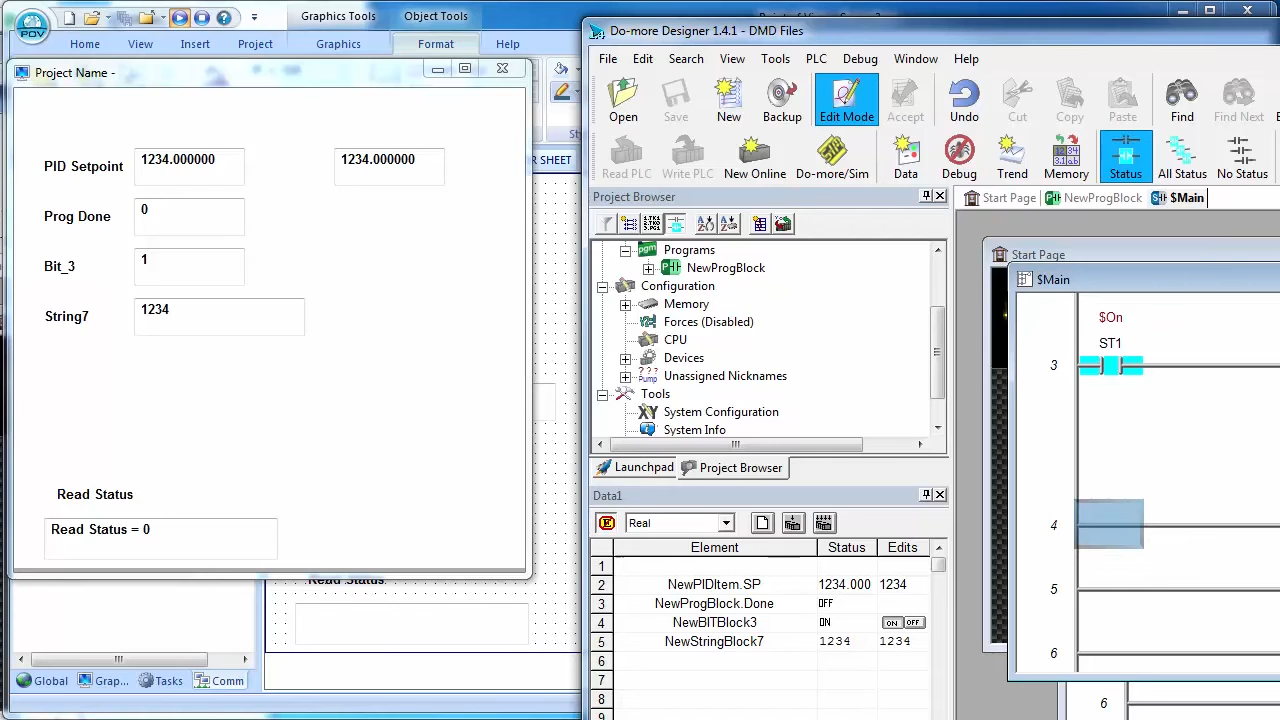 POV
Graphics Tools
Object Tools
Home View Insert Project Graphics Format Help
Project Name -
PID Setpoint 1234.000000 1234.000000
Prog Done 0
Bit_3 1
String7 1234
Read Status
Read Status = 0
R SHEET
Read Status
Global Grap... Tasks Comm
Do-more Designer 1.4.1 - DMD Files
File Edit Search View Tools PLC Debug Window Help
Open Save New Backup Edit Mode Accept Undo Cut Copy Paste Find Find Next
Read PLC Write PLC New Online Do-more/Sim Data Debug Trend Memory Status All Status No Status
Project Browser
Start Page NewProgBlock $Main
Programs
NewProgBlock
Configuration
Memory
Forces (Disabled)
CPU
Devices
Unassigned Nicknames
Tools
System Configuration
System Info
Launchpad Project Browser
Data1
Real
Element Status Edits
1
2 NewPIDItem.SP 1234.000 1234
3 NewProgBlock.Done OFF
4 NewBITBlock3 ON ON OFF
5 NewStringBlock7 1234 1234
6
7
8
9
Start Page
$Main
$On
ST1
3
4
5
6
6